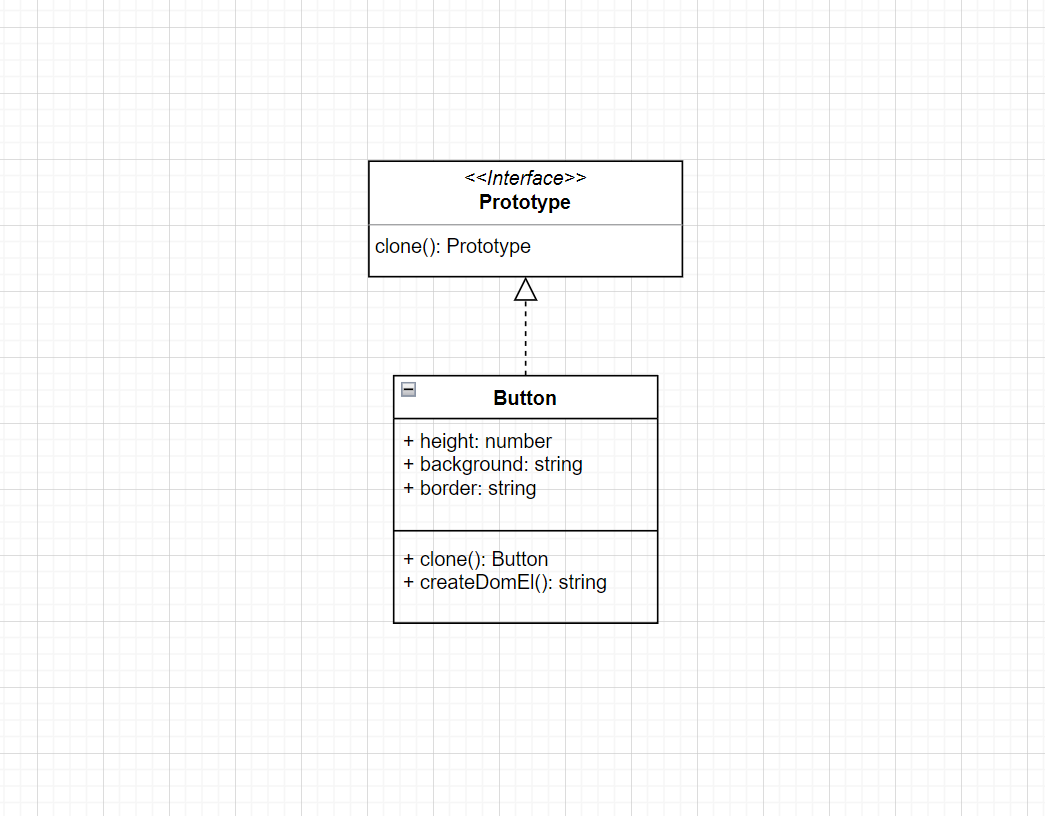 <<Interface>>
Prototype
clone(): Prototype
Button
+ height: number
+ background: string
+ border: string
+ clone(): Button
+ createDomEl(): string